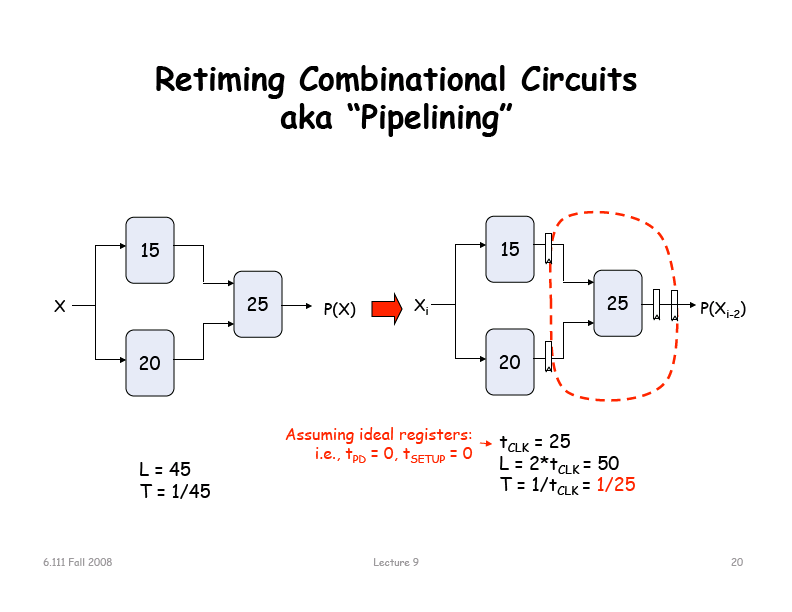 Retiming Combinational Circuits
aka “Pipelining”
15
20
25
X
P(X)
15
20
25
Xi
P(Xi-2)
Assuming ideal registers:
i.e., tPD = 0, tSETUP = 0
L = 45
T = 1/45
tCLK = 25
L = 2*tCLK = 50
T = 1/tCLK = 1/25
6.111 Fall 2008
Lecture 9
20